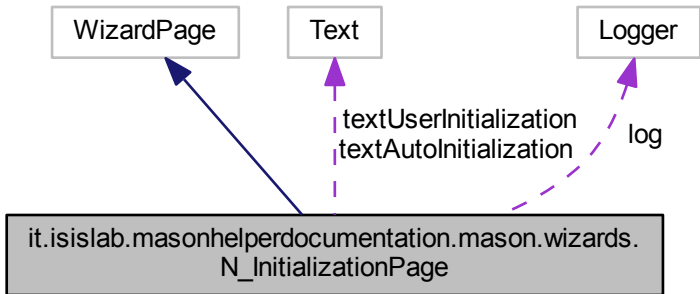 WizardPage
Text
Logger
textUserInitialization
textAutoInitialization
log
it.isislab.masonhelperdocumentation.mason.wizards.
N_InitializationPage